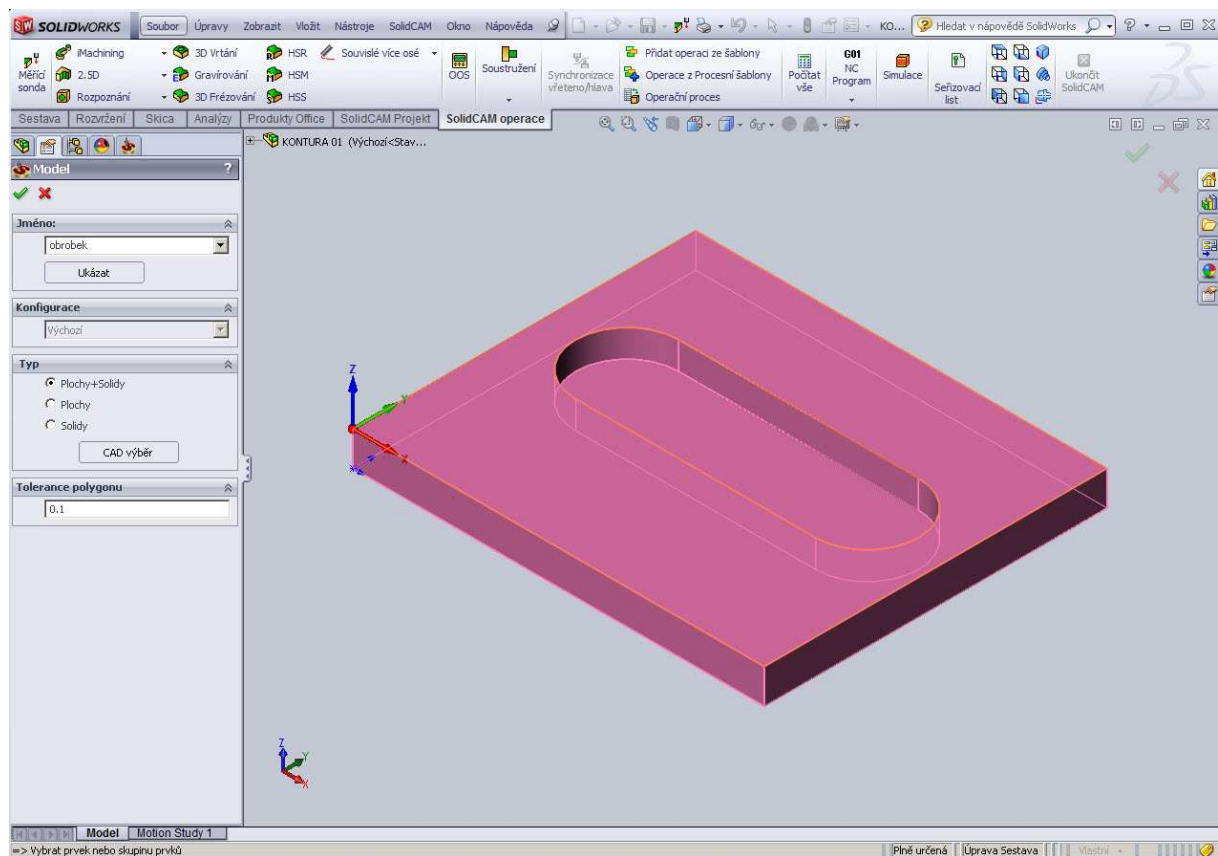 SOLIDWORKS Soubor Úpravy Zobrazit Vložit Nástroje SolidCAM Okno Nápověda KO... Hledat v nápovědě SolidWorks
Měřící sonda
iMachining
2.5D
Rozpoznání
3D Vrtání
Gravírování
3D Frézování
HSR
HSM
HSS
Souvislé více osé
OOS
Soustružení
Synchronizace vřeteno/hlava
Přidat operaci ze šablony
Operace z Procesní šablony
Operační proces
Počítat vše
G01
NC Program
Simulace
Seřizovací list
Ukončit SolidCAM
Sestava Rozvržení Skica Analýzy Produkty Office SolidCAM Projekt SolidCAM operace
KONTURA 01 (Výchozí<Stav...
Model ?
Jméno:
obrobek
Ukázat
Konfigurace
Výchozí
Typ
Plochy+Solidy
Plochy
Solidy
CAD výběr
Tolerance polygonu
0.1
Z
Y
X
Z
Y
X
Model Motion Study 1
=> Vybrat prvek nebo skupinu prvků Plně určená Úprava Sestava Vlastní